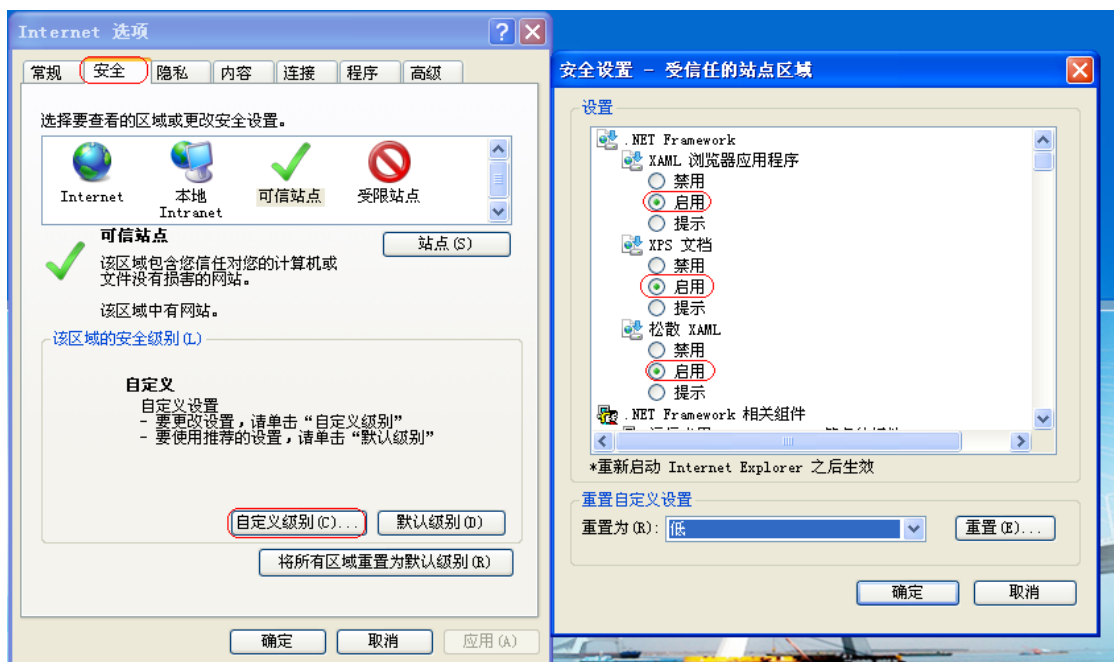 Internet 选项
常规
安全
隐私
内容
连接
程序
高级
选择要查看的区域或更改安全设置。
Internet
本地
Intranet
可信站点
受限站点
可信站点
站点(S)
该区域包含您信任对您的计算机或
文件没有损害的网站。
该区域中有网站。
该区域的安全级别(L)
自定义
自定义设置
- 要更改设置，请单击“自定义级别”
- 要使用推荐的设置，请单击“默认级别”
自定义级别(C)...
默认级别(D)
将所有区域重置为默认级别(R)
确定
取消
应用(A)
安全设置 - 受信任的站点区域
设置
.NET Framework
XAML 浏览器应用程序
禁用
启用
提示
XPS 文档
禁用
启用
提示
松散 XAML
禁用
启用
提示
.NET Framework 相关组件
*重新启动 Internet Explorer 之后生效
重置自定义设置
重置为(R):
低
重置(E)...
确定
取消